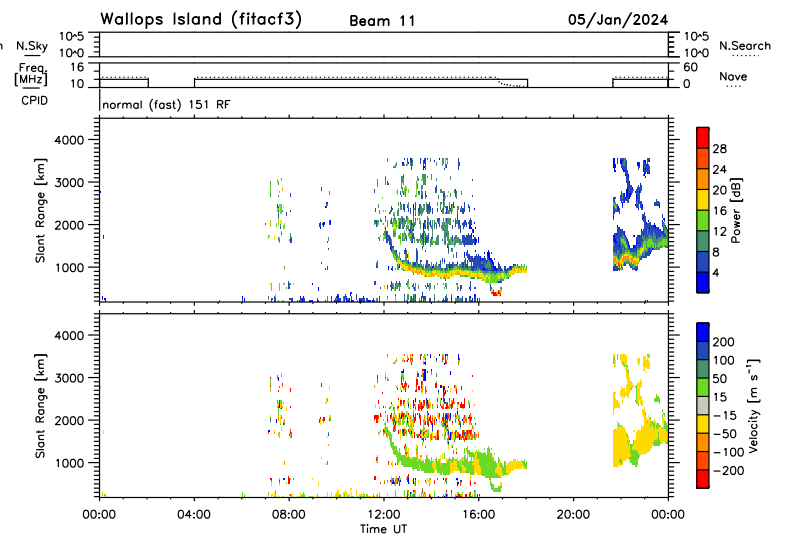 Wallops Island (fitacf3) Beam 11 05/Jan/2024
n N.Sky 10^5 10^5 N.Search
10^0 10^0
Freq. 16 60 Nave
[MHz] 10 0
CPID normal (fast) 151 RF
4000
3000
2000
1000
Slant Range [km]
28
24
20
16
12
8
4
Power [dB]
4000
3000
2000
1000
Slant Range [km]
200
100
50
15
-15
-50
-100
-200
Velocity [m s⁻¹]
00:00 04:00 08:00 12:00 16:00 20:00 00:00
Time UT